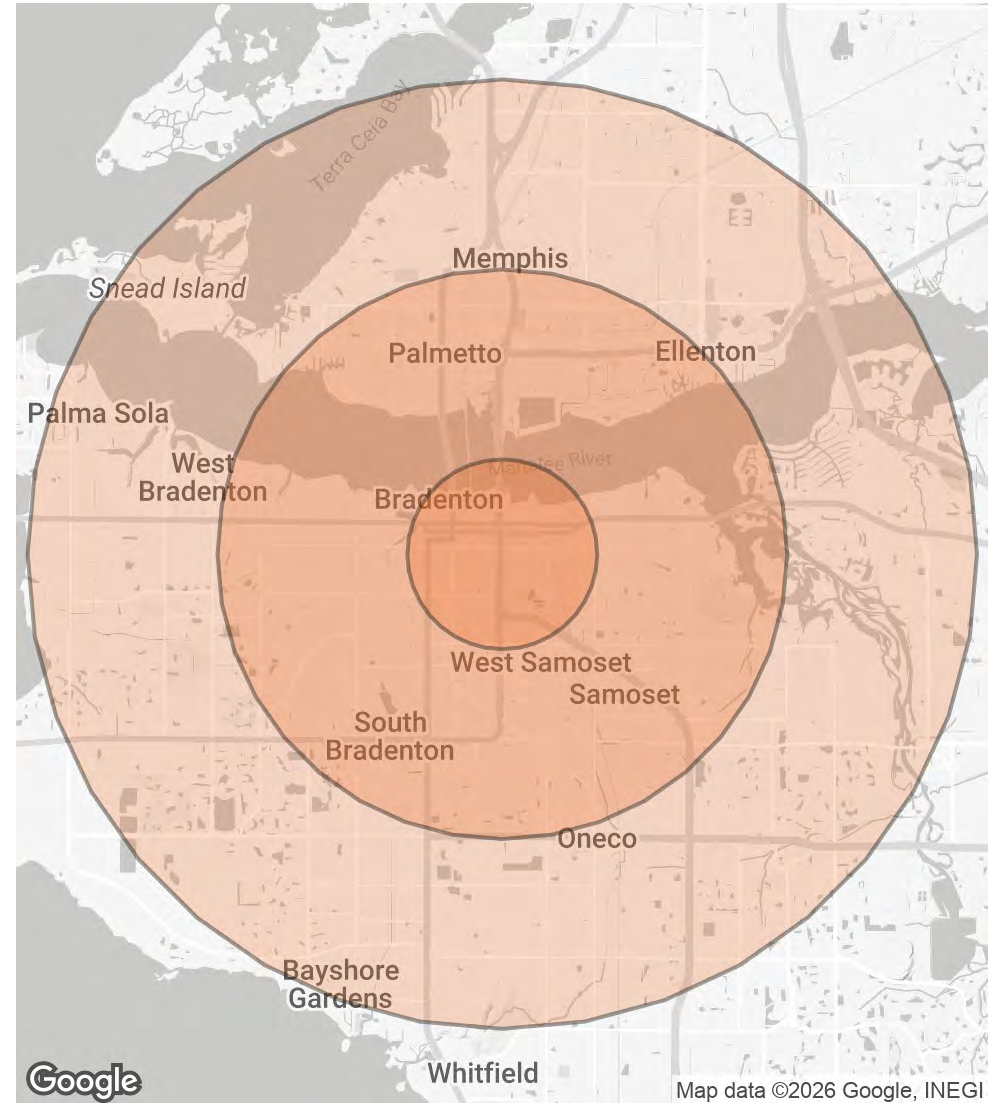 Terra Ceia Bay
Memphis
Snead Island
Palmetto
Ellenton
Palma Sola
West
Bradenton
Manatee River
Bradenton
West Samoset
Samoset
South
Bradenton
Oneco
Bayshore
Gardens
Whitfield
Google
Map data ©2026 Google, INEGI